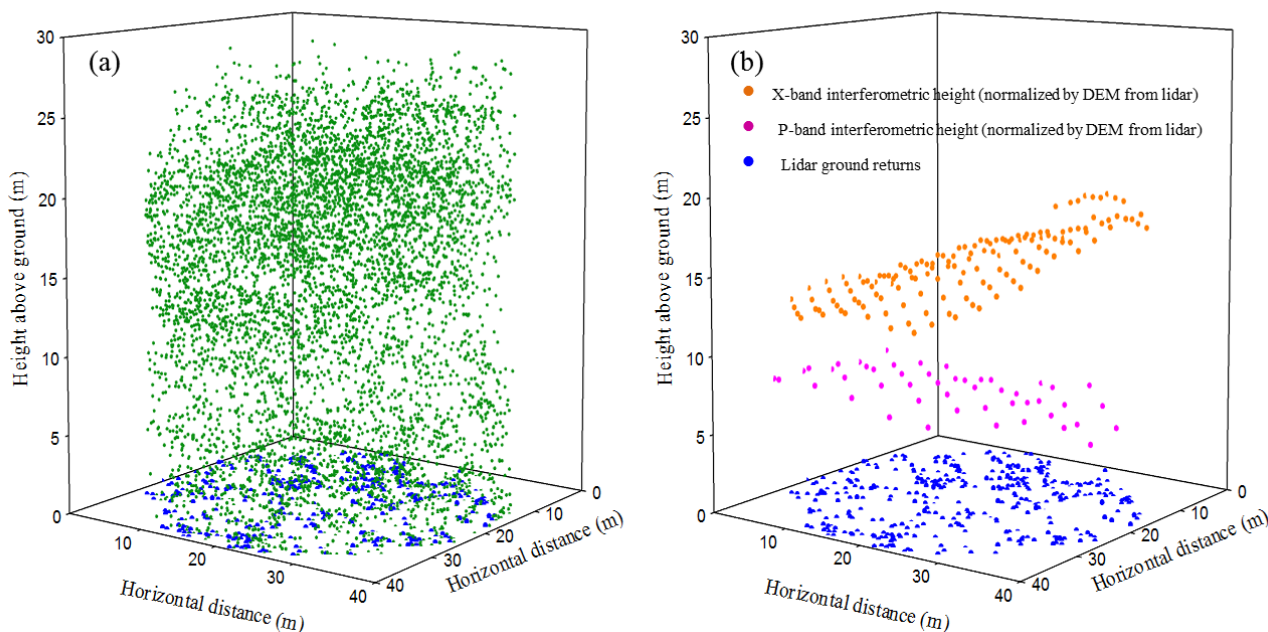 (a)
30
25
20
15
10
5
0
Height above ground (m)
10
20
30
40
Horizontal distance (m)
0
10
20
30
40
Horizontal distance (m)
(b)
X-band interferometric height (normalized by DEM from lidar)
P-band interferometric height (normalized by DEM from lidar)
Lidar ground returns
30
25
20
15
10
5
0
Height above ground (m)
10
20
30
40
Horizontal distance (m)
0
10
20
30
40
Horizontal distance (m)